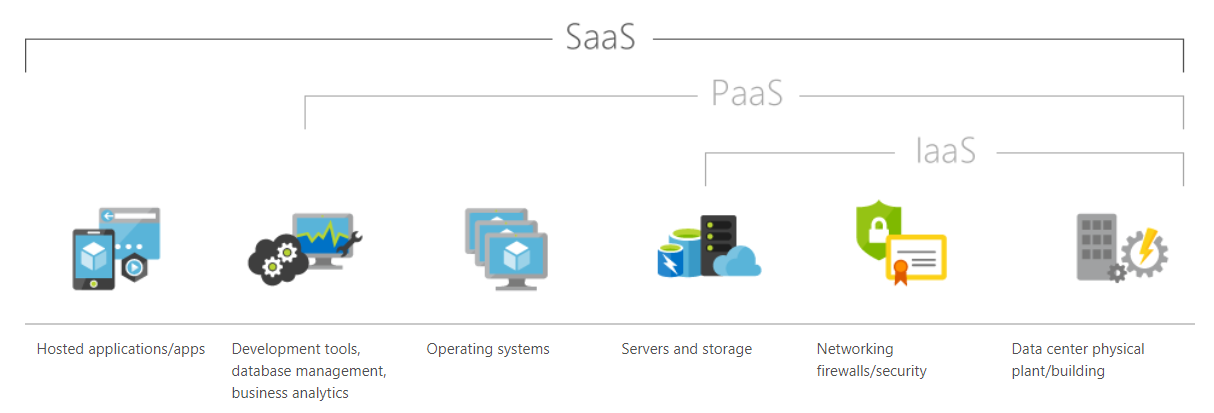 SaaS
PaaS
IaaS
Hosted applications/apps
Development tools,
database management,
business analytics
Operating systems
Servers and storage
Networking
firewalls/security
Data center physical
plant/building